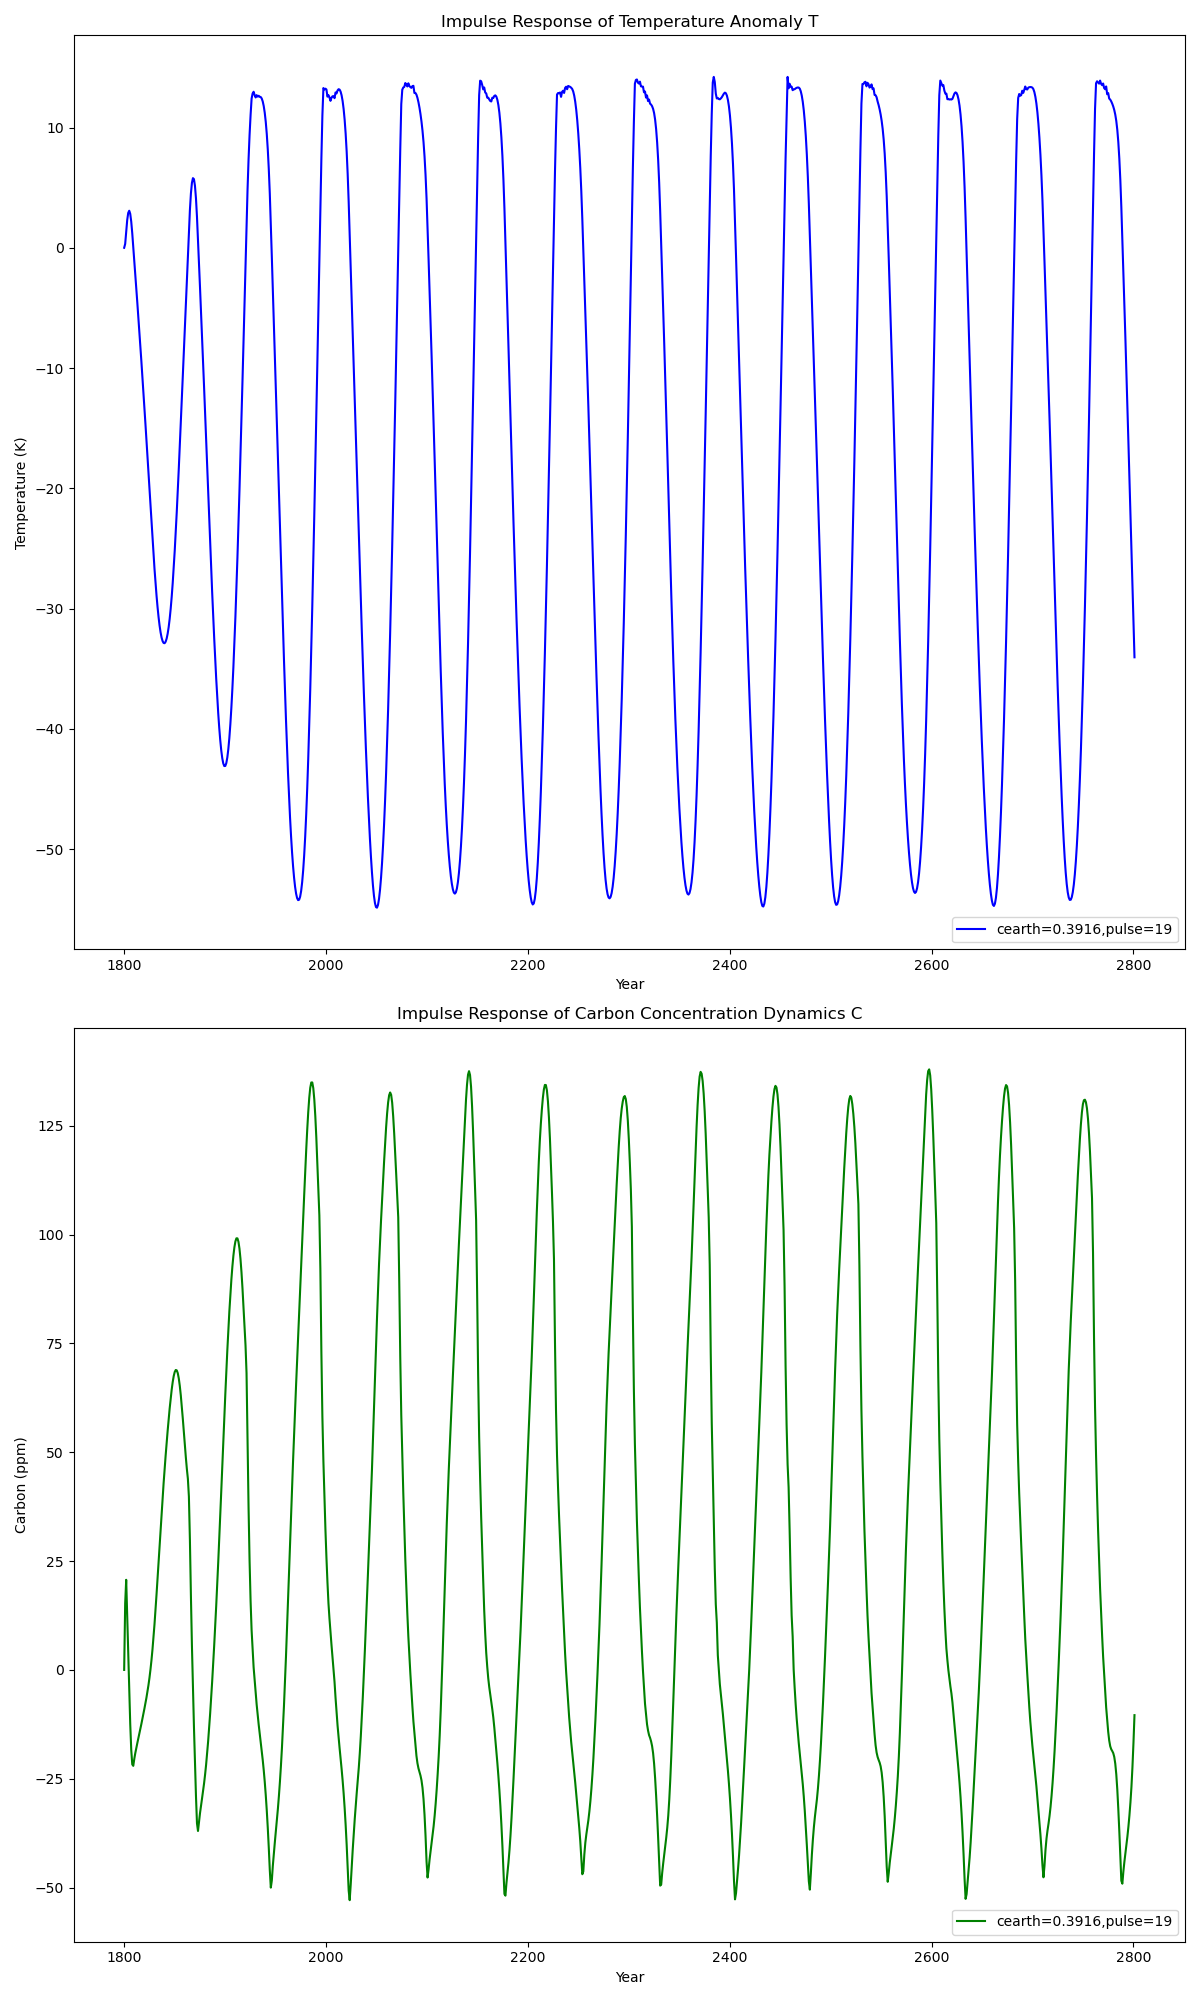 Impulse Response of Temperature Anomaly T
10
0
−10
−20
−30
−40
−50
Temperature (K)
cearth=0.3916,pulse=19
1800 2000 2200 2400 2600 2800
Year
Impulse Response of Carbon Concentration Dynamics C
125
100
75
50
25
0
−25
−50
Carbon (ppm)
cearth=0.3916,pulse=19
1800 2000 2200 2400 2600 2800
Year